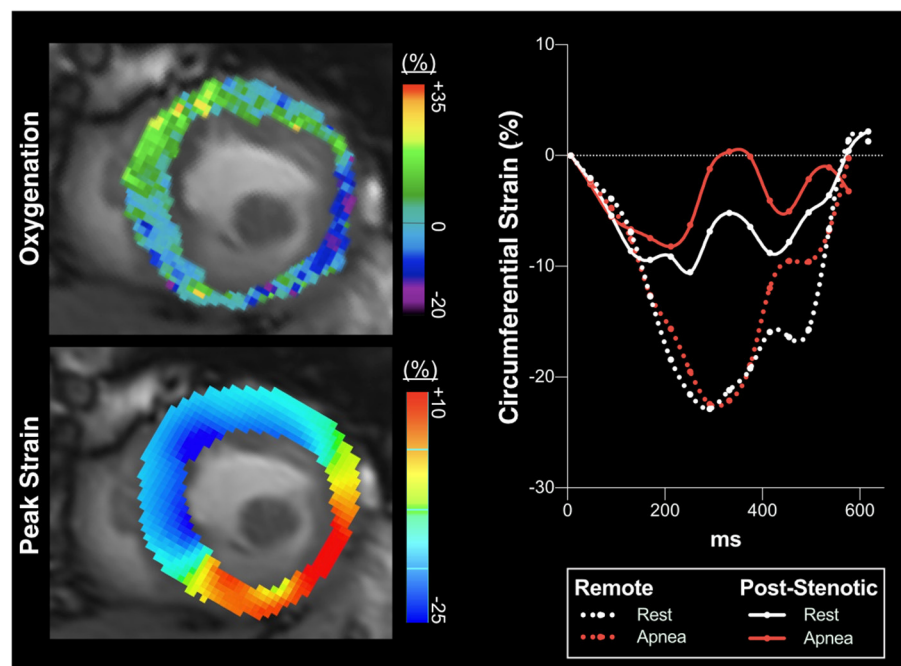 Oxygenation
(%)
+35
0
-20
Peak Strain
(%)
+10
-25
Circumferential Strain (%)
10
0
-10
-20
-30
0
200
400
600
ms
Remote
Rest
Apnea
Post-Stenotic
Rest
Apnea